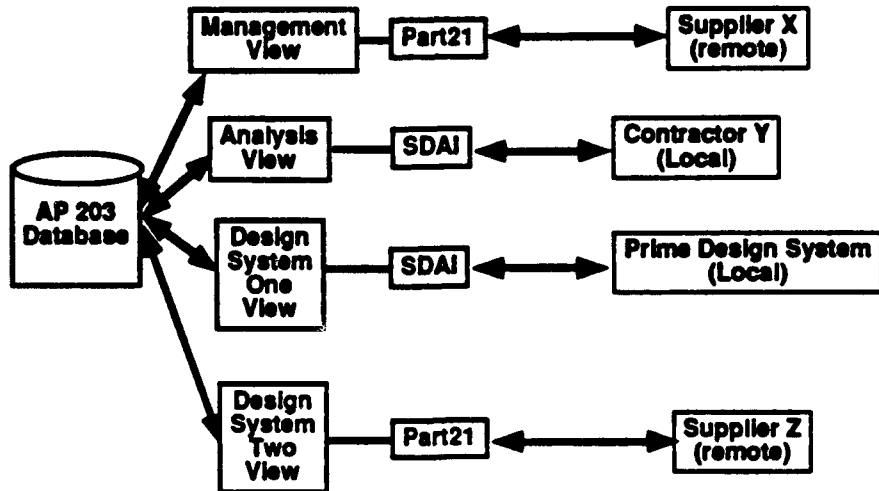 Management
View
Part21
Supplier X
(remote)
Analysis
View
SDAI
Contractor Y
(Local)
AP 203
Database
Design
System
One
View
SDAI
Prime Design System
(Local)
Design
System
Two
View
Part21
Supplier Z
(remote)